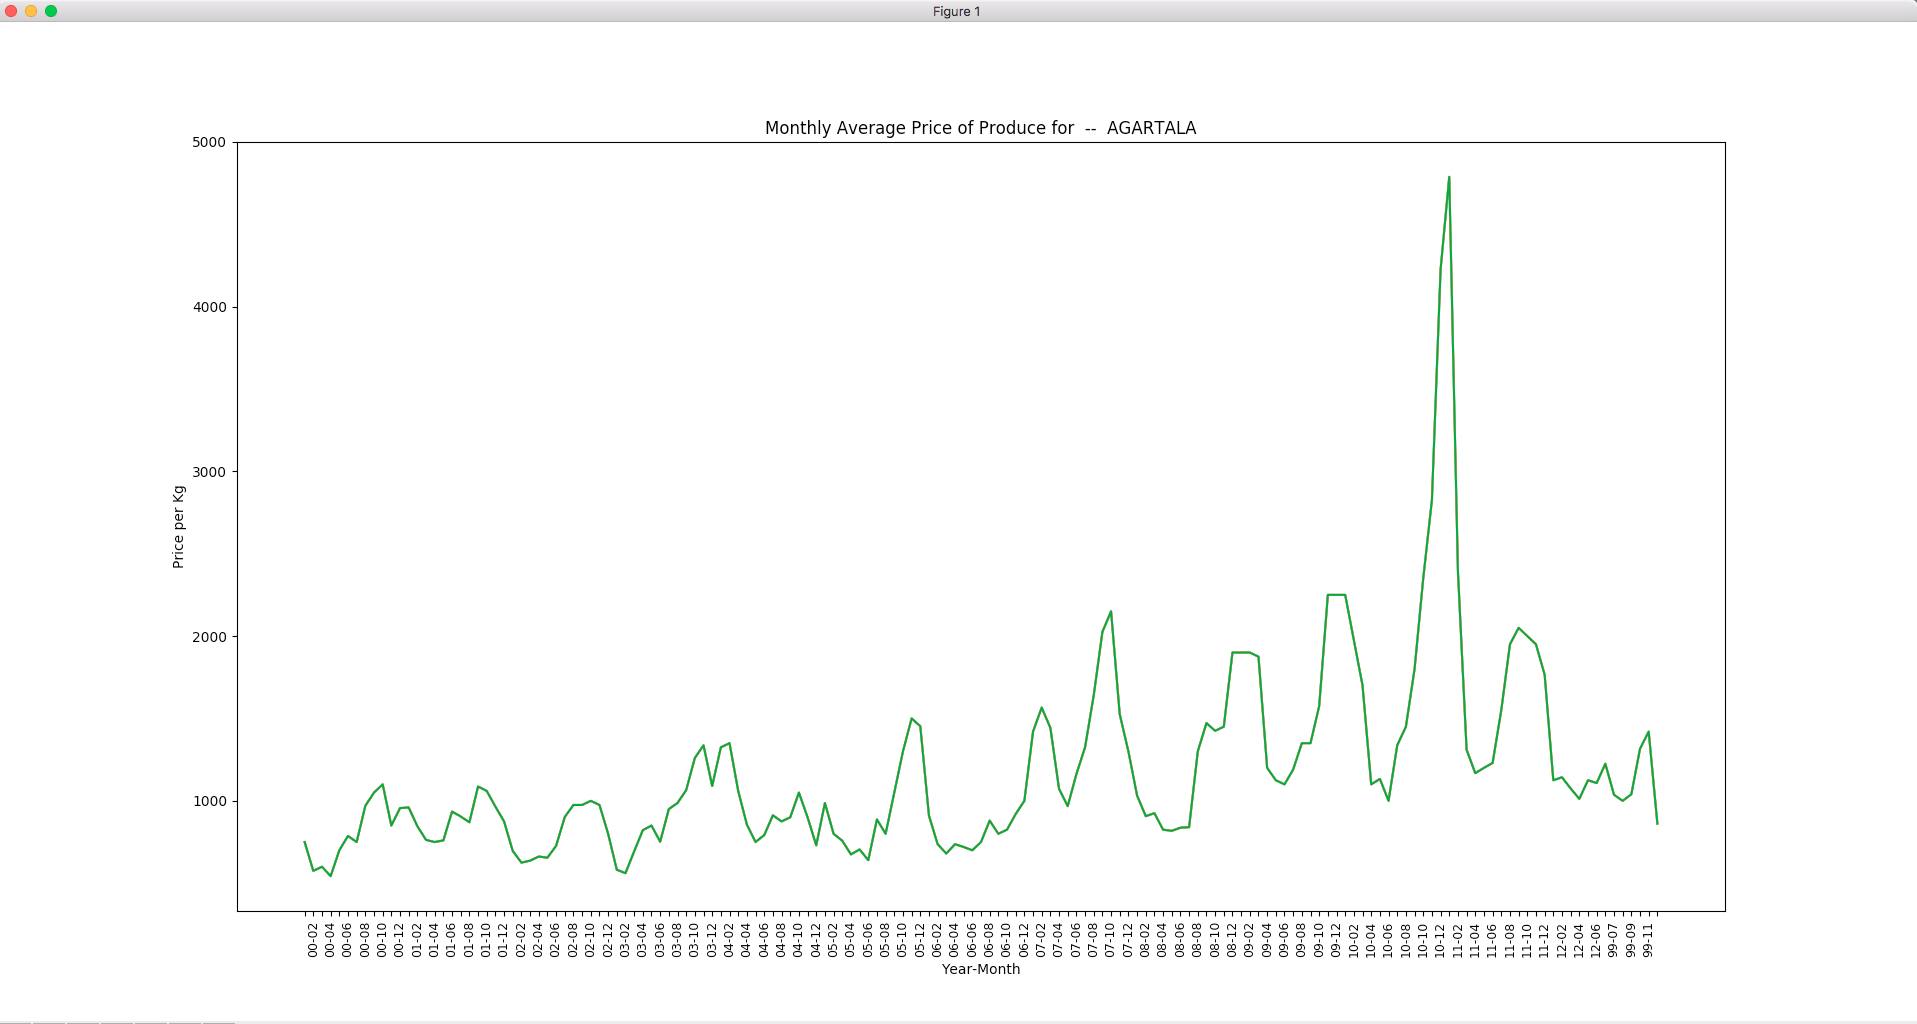 Figure 1
Monthly Average Price of Produce for -- AGARTALA
5000
4000
3000
2000
1000
Price per Kg
00-02 00-04 00-06 00-08 00-10 00-12 01-02 01-04 01-06 01-08 01-10 01-12 02-02 02-04 02-06 02-08 02-10 02-12 03-02 03-04 03-06 03-08 03-10 03-12 04-02 04-04 04-06 04-08 04-10 04-12 05-02 05-04 05-06 05-08 05-10 05-12 06-02 06-04 06-06 06-08 06-10 06-12 07-02 07-04 07-06 07-08 07-10 07-12 08-02 08-04 08-06 08-08 08-10 08-12 09-02 09-04 09-06 09-08 09-10 09-12 10-02 10-04 10-06 10-08 10-10 10-12 11-02 11-04 11-06 11-08 11-10 11-12 12-02 12-04 12-06 99-07 99-09 99-11
Year-Month